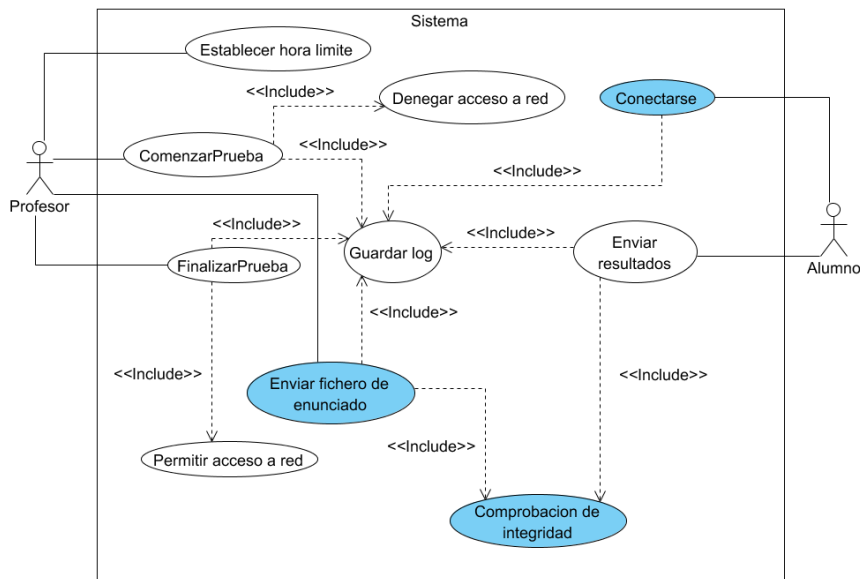 Sistema
Establecer hora limite
<<Include>>
Denegar acceso a red
Conectarse
ComenzarPrueba
<<Include>>
<<Include>>
Profesor
<<Include>>
<<Include>>
Guardar log
Enviar
resultados
Alumno
FinalizarPrueba
<<Include>>
<<Include>>
<<Include>>
Enviar fichero de
enunciado
<<Include>>
Permitir acceso a red
Comprobacion de
integridad